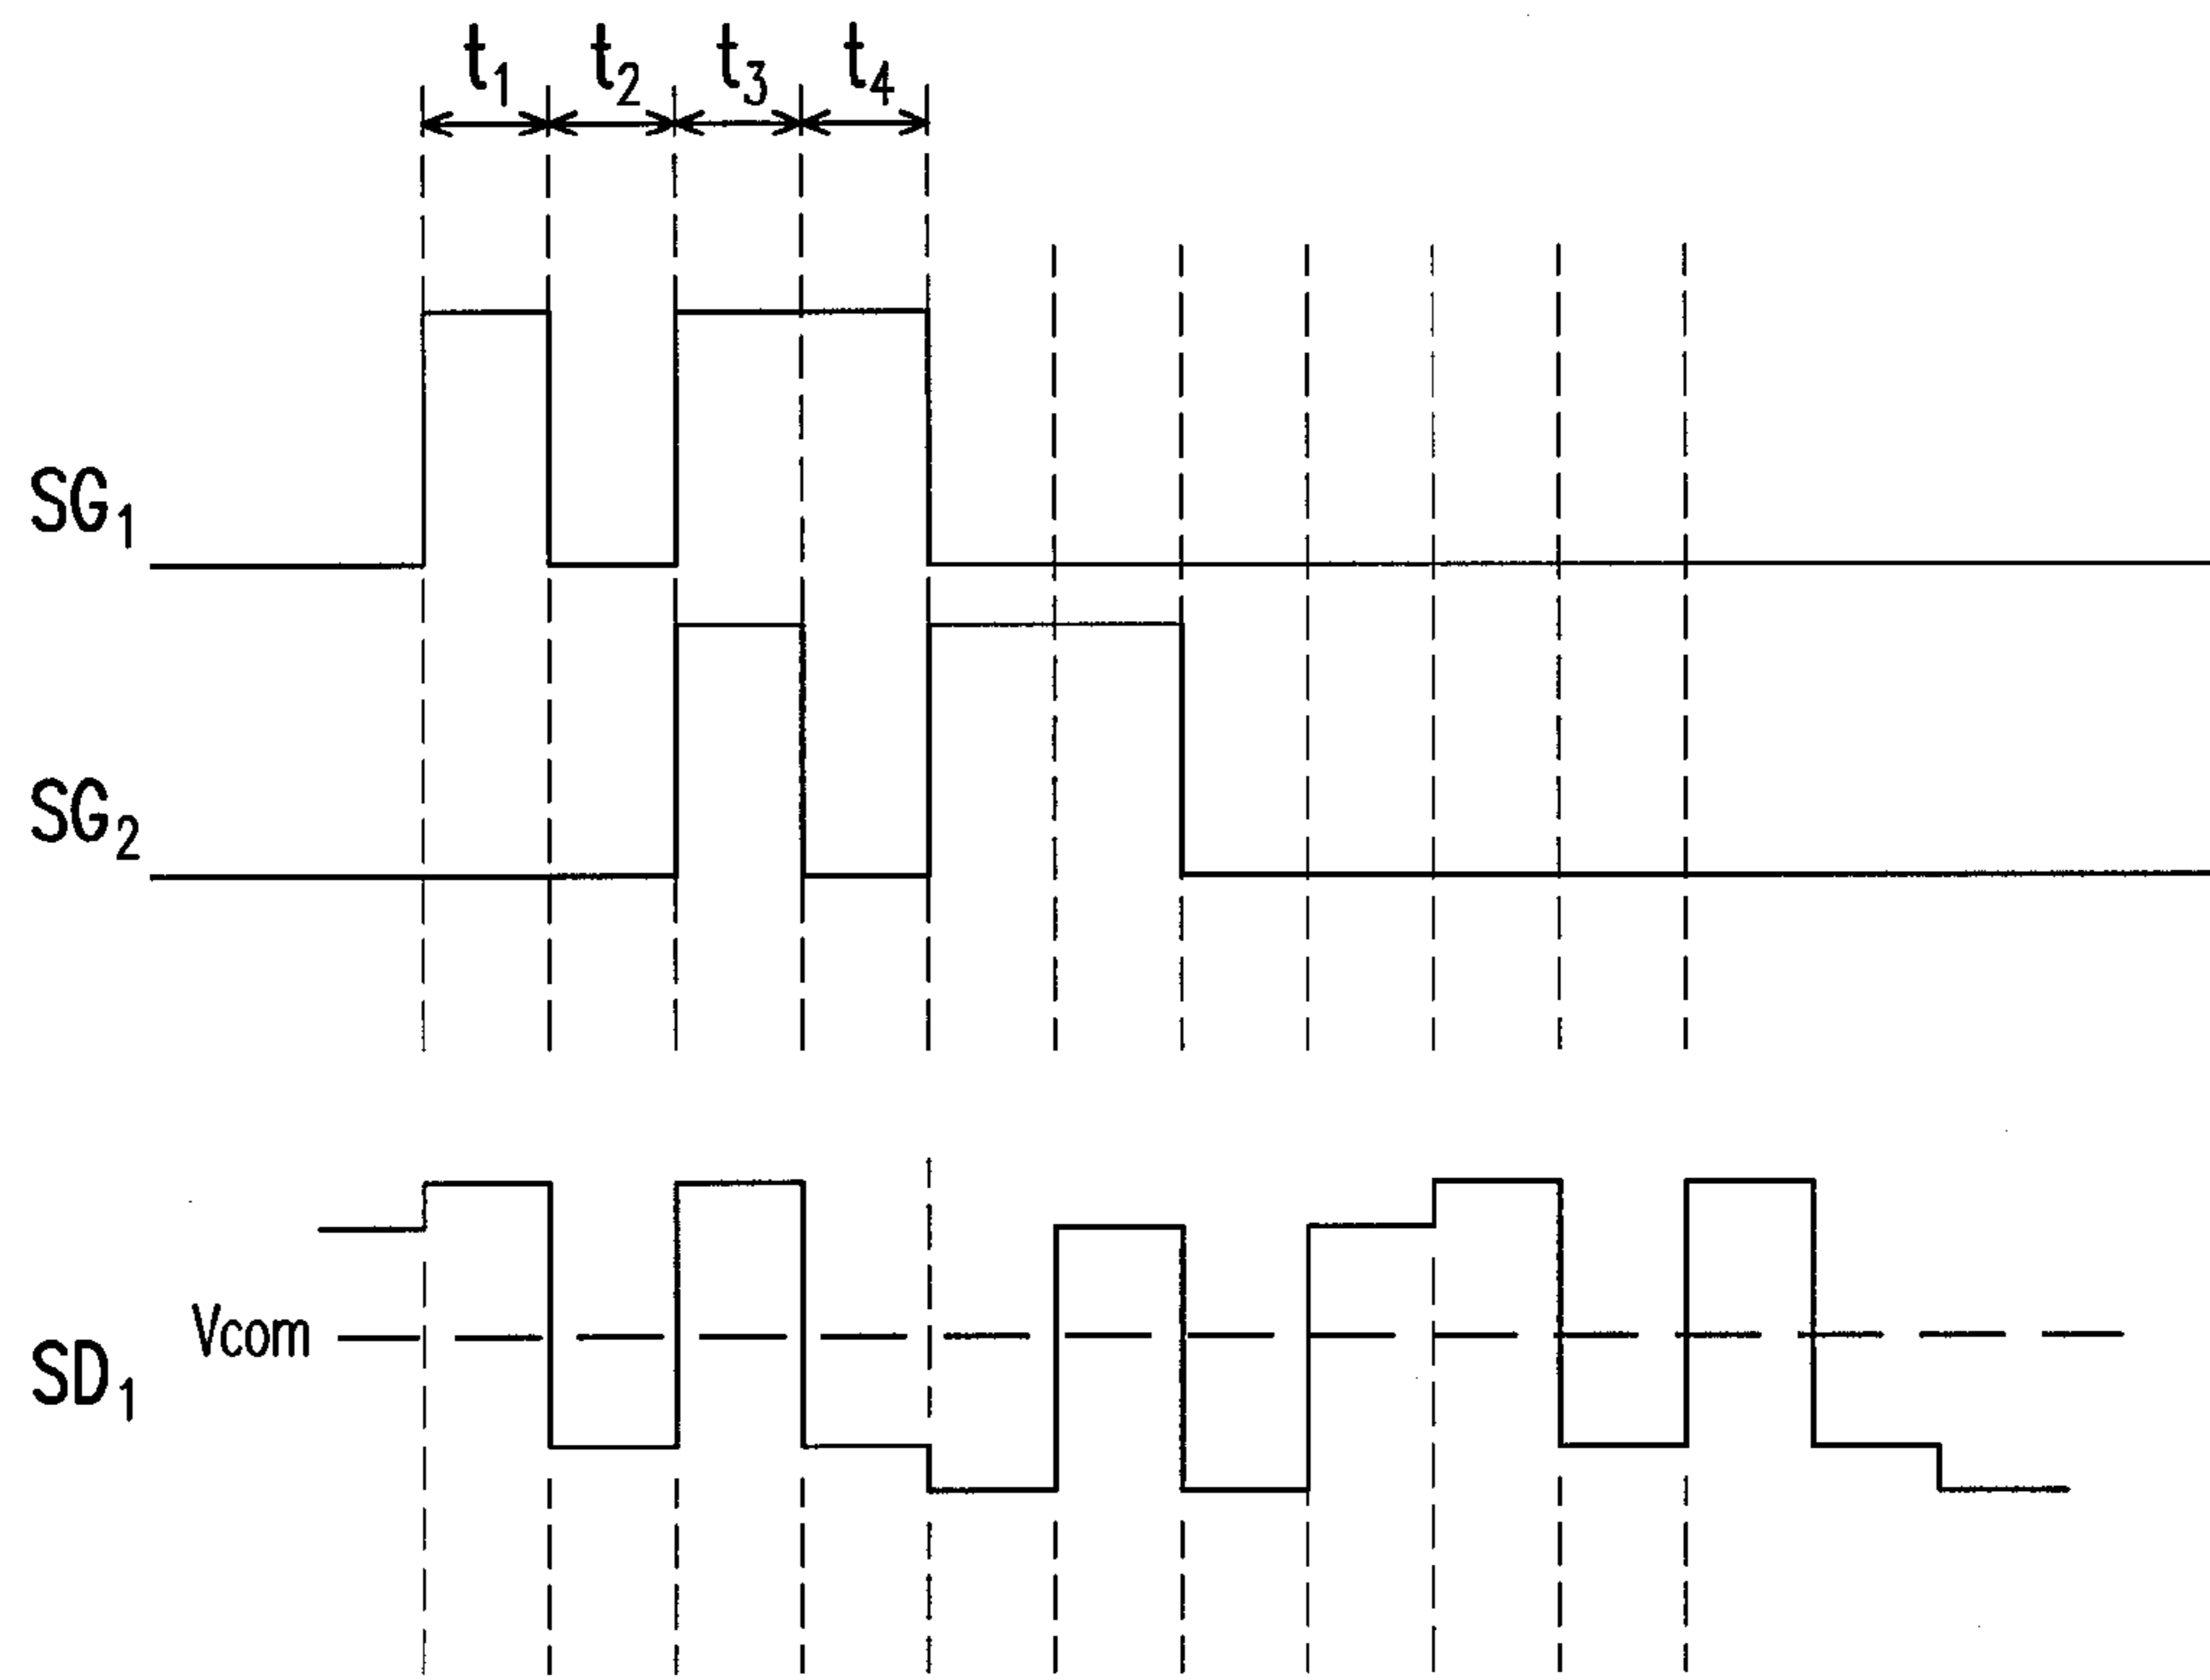 t₁ t₂ t₃ t₄
SG₁
SG₂
Vcom
SD₁